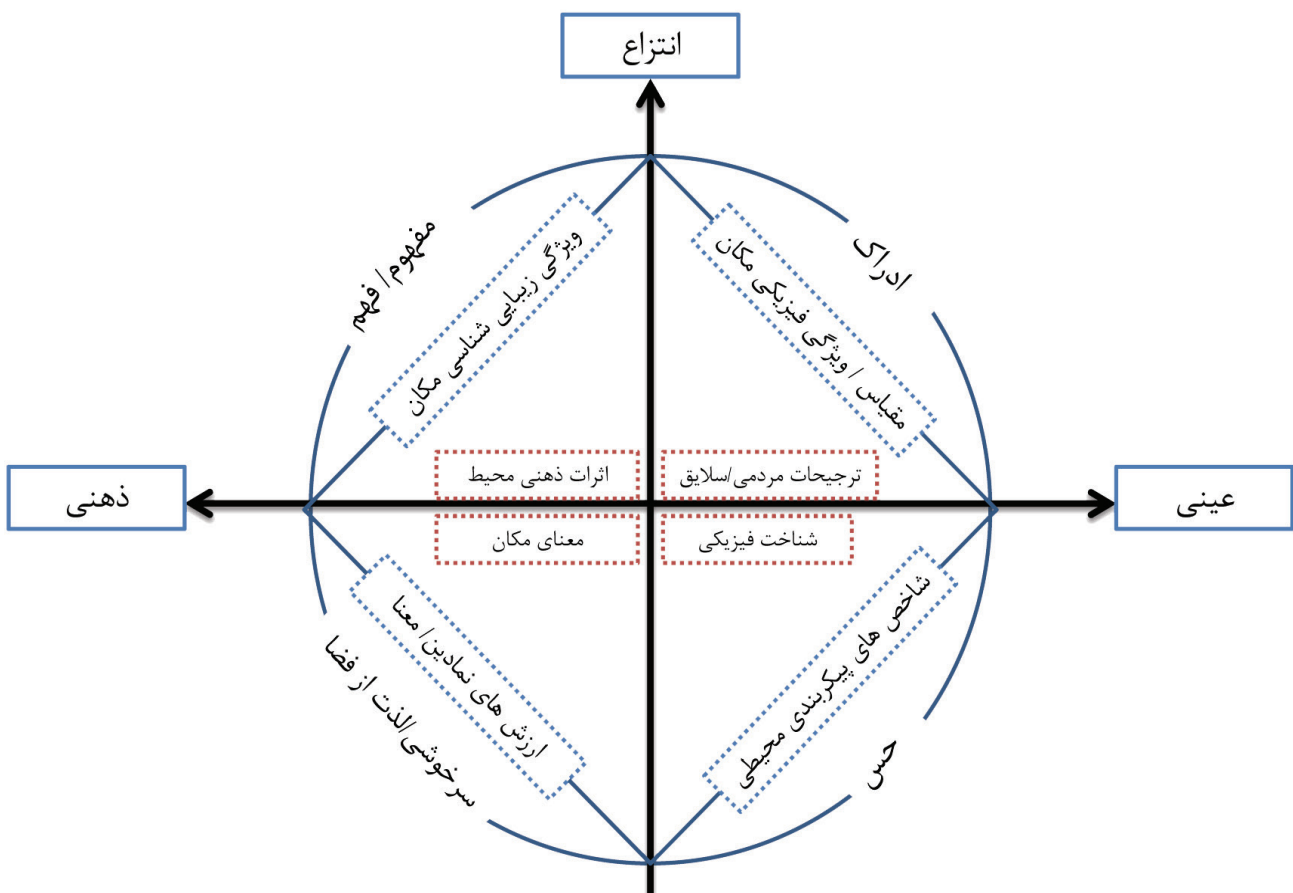 انتزاع
ادراک
مفهوم/ فهم
مقیاس / ویژگی فیزیکی مکان
ویژگی زیبایی شناسی مکان
ترجیحات مردمی/سلایق
اثرات ذهنی محیط
عینی
ذهنی
شناخت فیزیکی
معنای مکان
شاخص های پیکربندی محیطی
ارزش های نمادین/ معنا
حس
سرخوشی/لذت از فضا